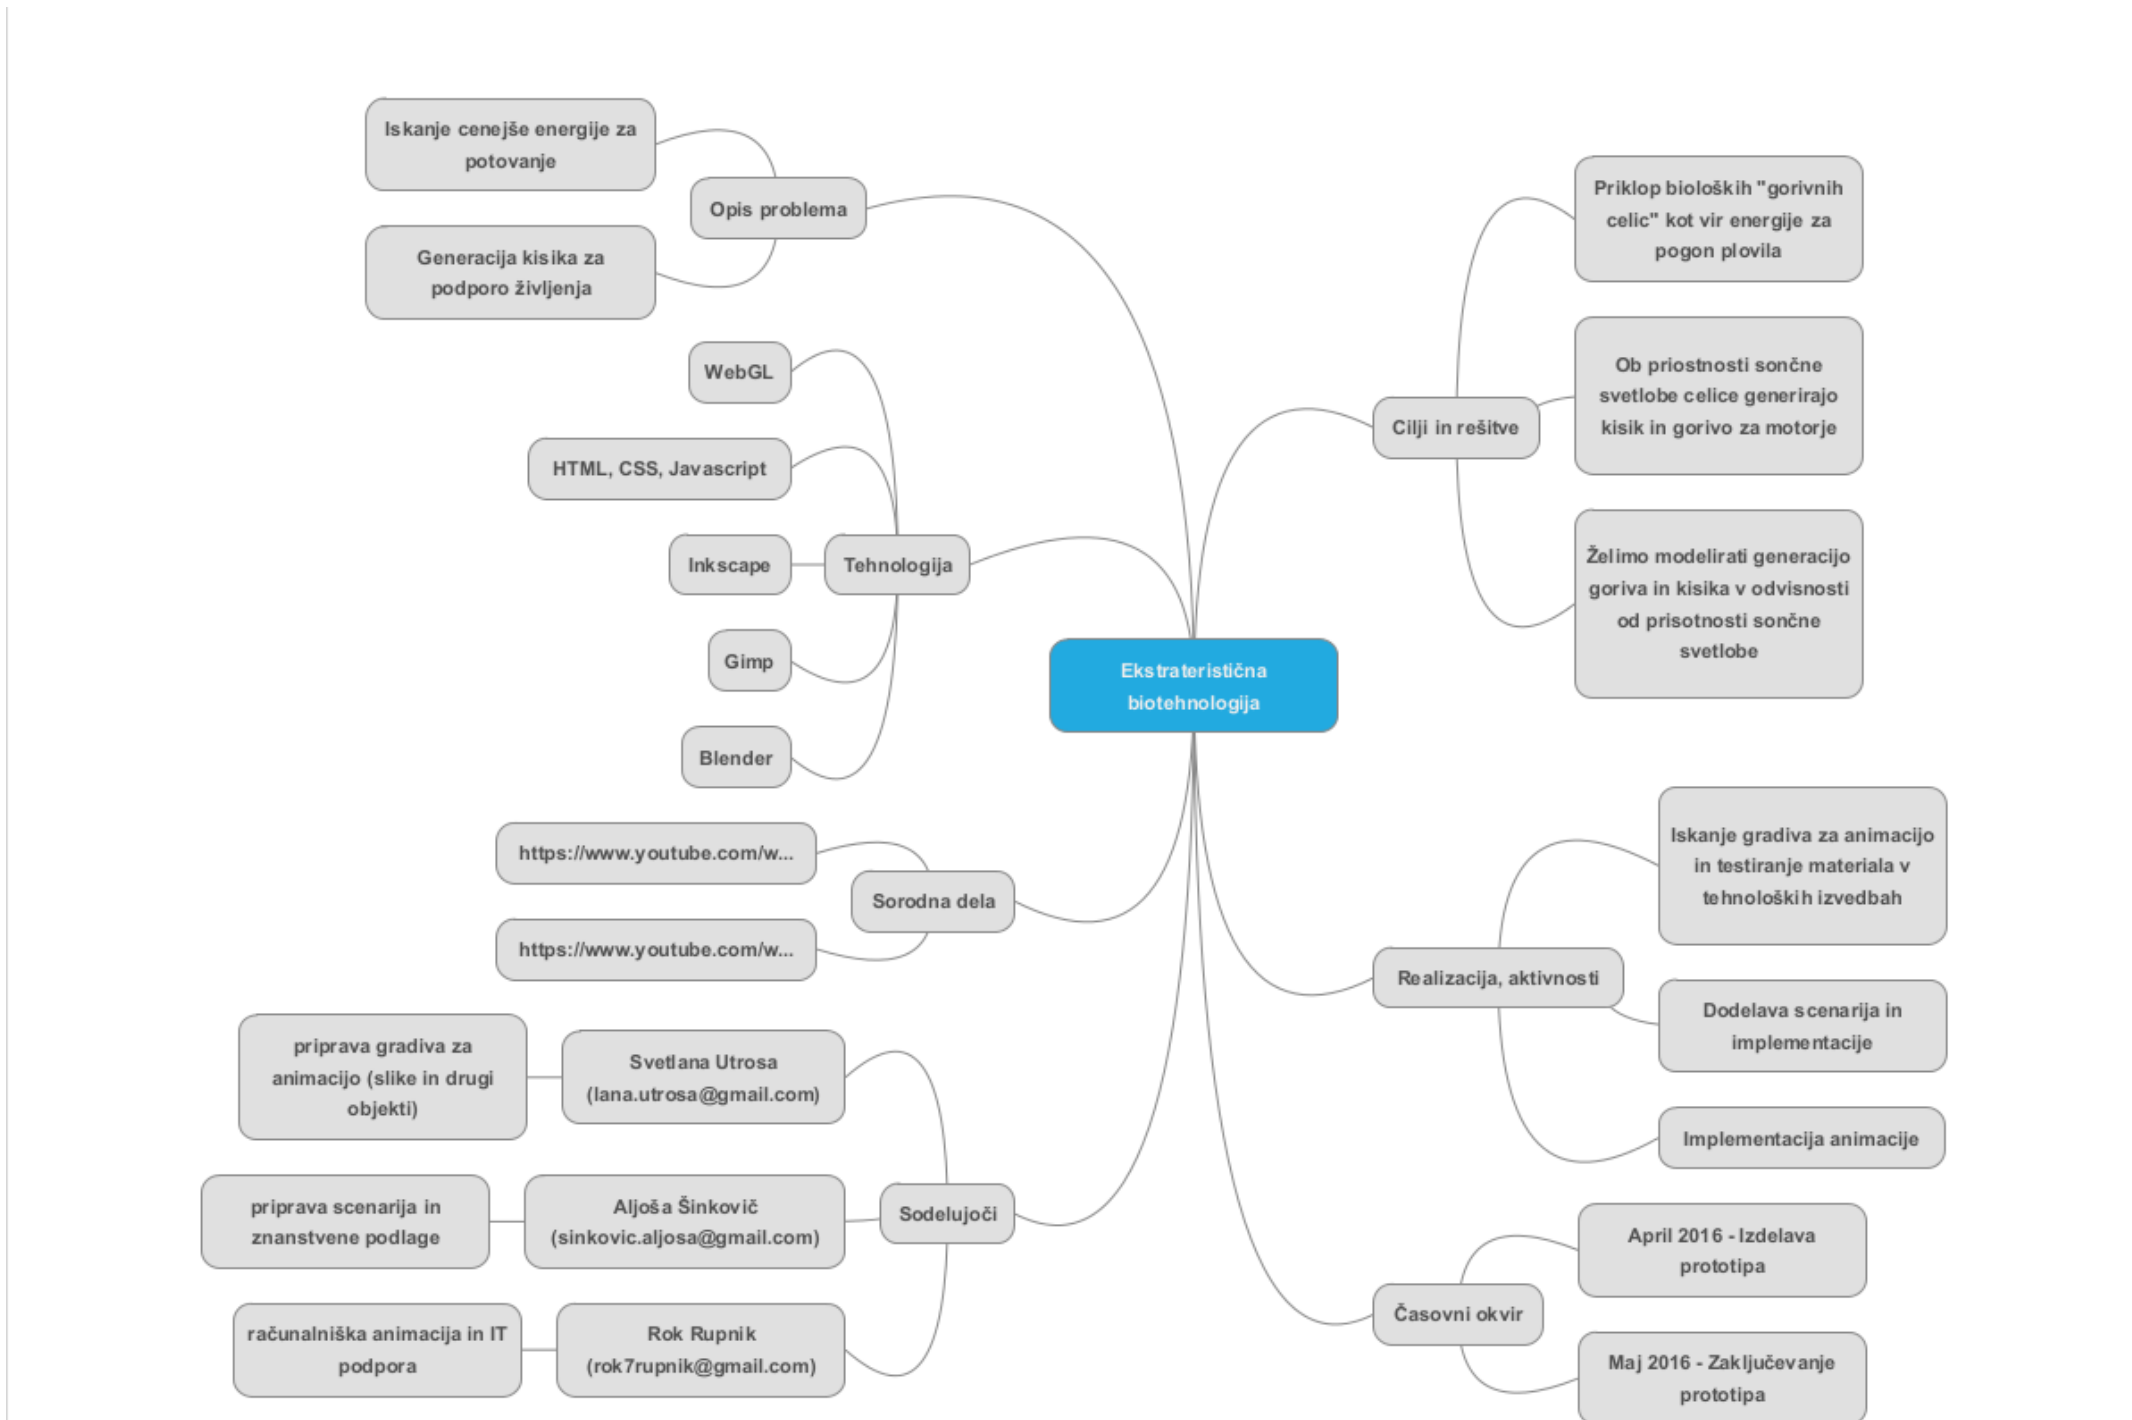 Iskanje cenejše energije za
potovanje
Opis problema
Generacija kisika za
podporo življenja
WebGL
HTML, CSS, Javascript
Inkscape
Tehnologija
Gimp
Blender
https://www.youtube.com/w...
Sorodna dela
https://www.youtube.com/w...
priprava gradiva za
animacijo (slike in drugi
objekti)
Svetlana Utrosa
(lana.utrosa@gmail.com)
priprava scenarija in
znanstvene podlage
Aljoša Šinkovič
(sinkovic.aljosa@gmail.com)
Sodelujoči
računalniška animacija in IT
podpora
Rok Rupnik
(rok7rupnik@gmail.com)
Ekstrateristična
biotehnologija
Priklop bioloških "gorivnih
celic" kot vir energije za
pogon plovila
Cilji in rešitve
Ob priostnosti sončne
svetlobe celice generirajo
kisik in gorivo za motorje
Želimo modelirati generacijo
goriva in kisika v odvisnosti
od prisotnosti sončne
svetlobe
Iskanje gradiva za animacijo
in testiranje materiala v
tehnoloških izvedbah
Realizacija, aktivnosti
Dodelava scenarija in
implementacije
Implementacija animacije
April 2016 - Izdelava
prototipa
Časovni okvir
Maj 2016 - Zaključevanje
prototipa